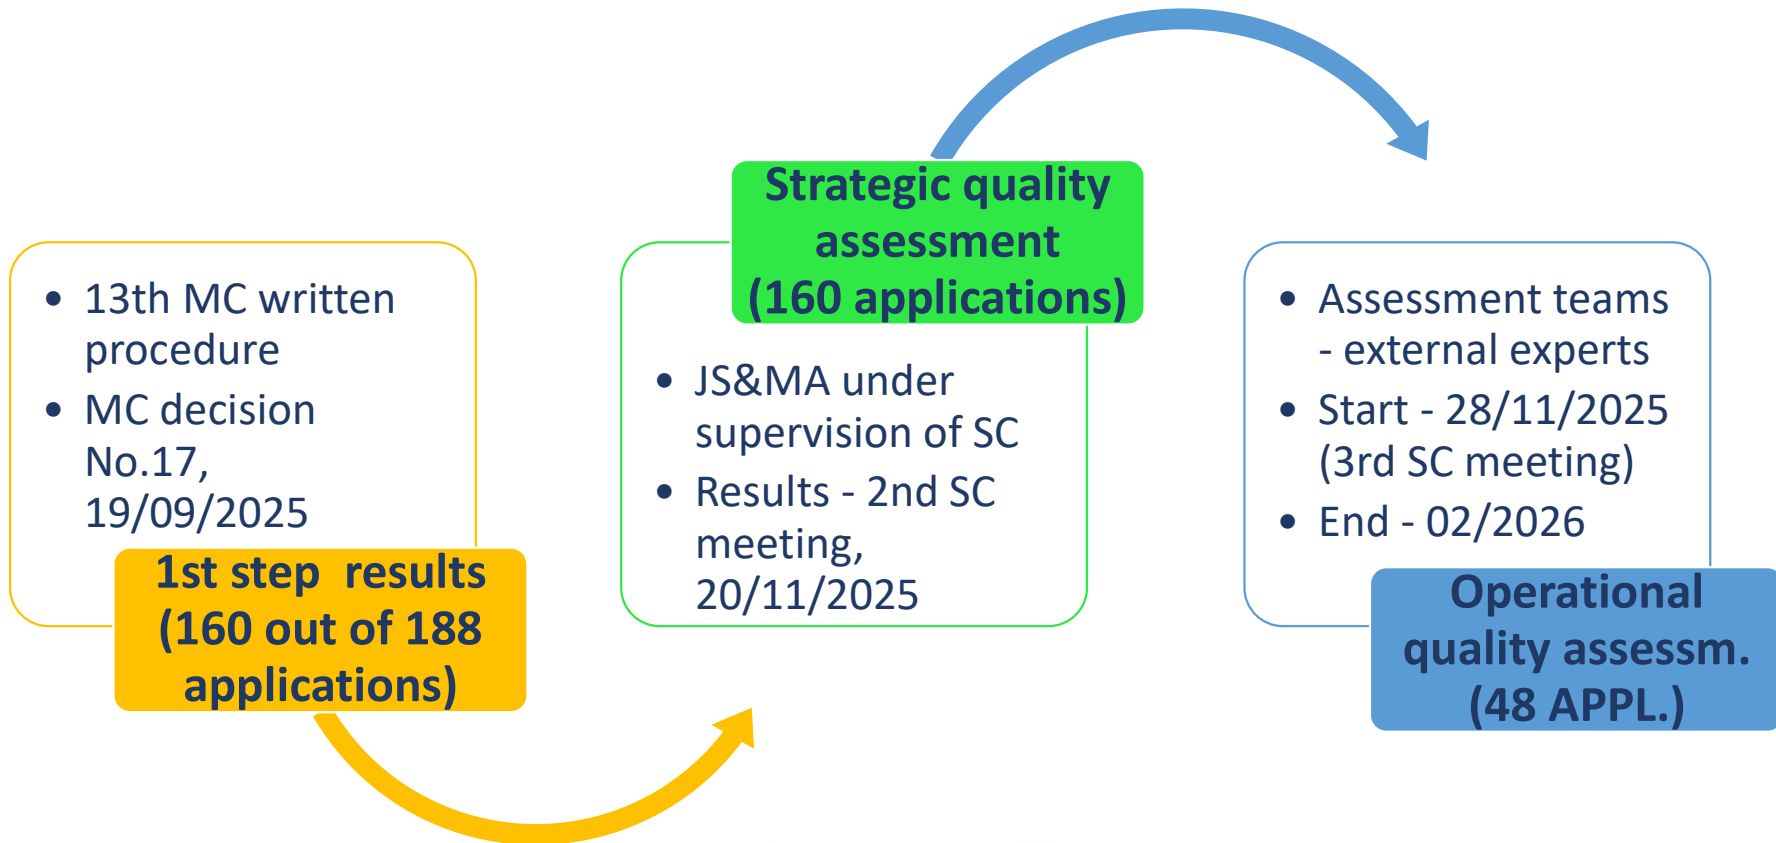 • 13th MC written
procedure
• MC decision
No.17,
19/09/2025
1st step  results
(160 out of 188
applications)
Strategic quality
assessment
(160 applications)
• JS&MA under
supervision of SC
• Results - 2nd SC
meeting,
20/11/2025
• Assessment teams
- external experts
• Start - 28/11/2025
(3rd SC meeting)
• End - 02/2026
Operational
quality assessm.
(48 APPL.)